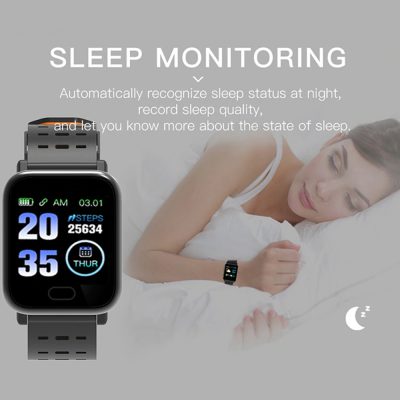 SLEEP MONITORING
Automatically recognize sleep status at night,
record sleep quality,
and let you know more about the state of sleep.
AM 03.01
20
STEPS
25634
35
THUR
z z